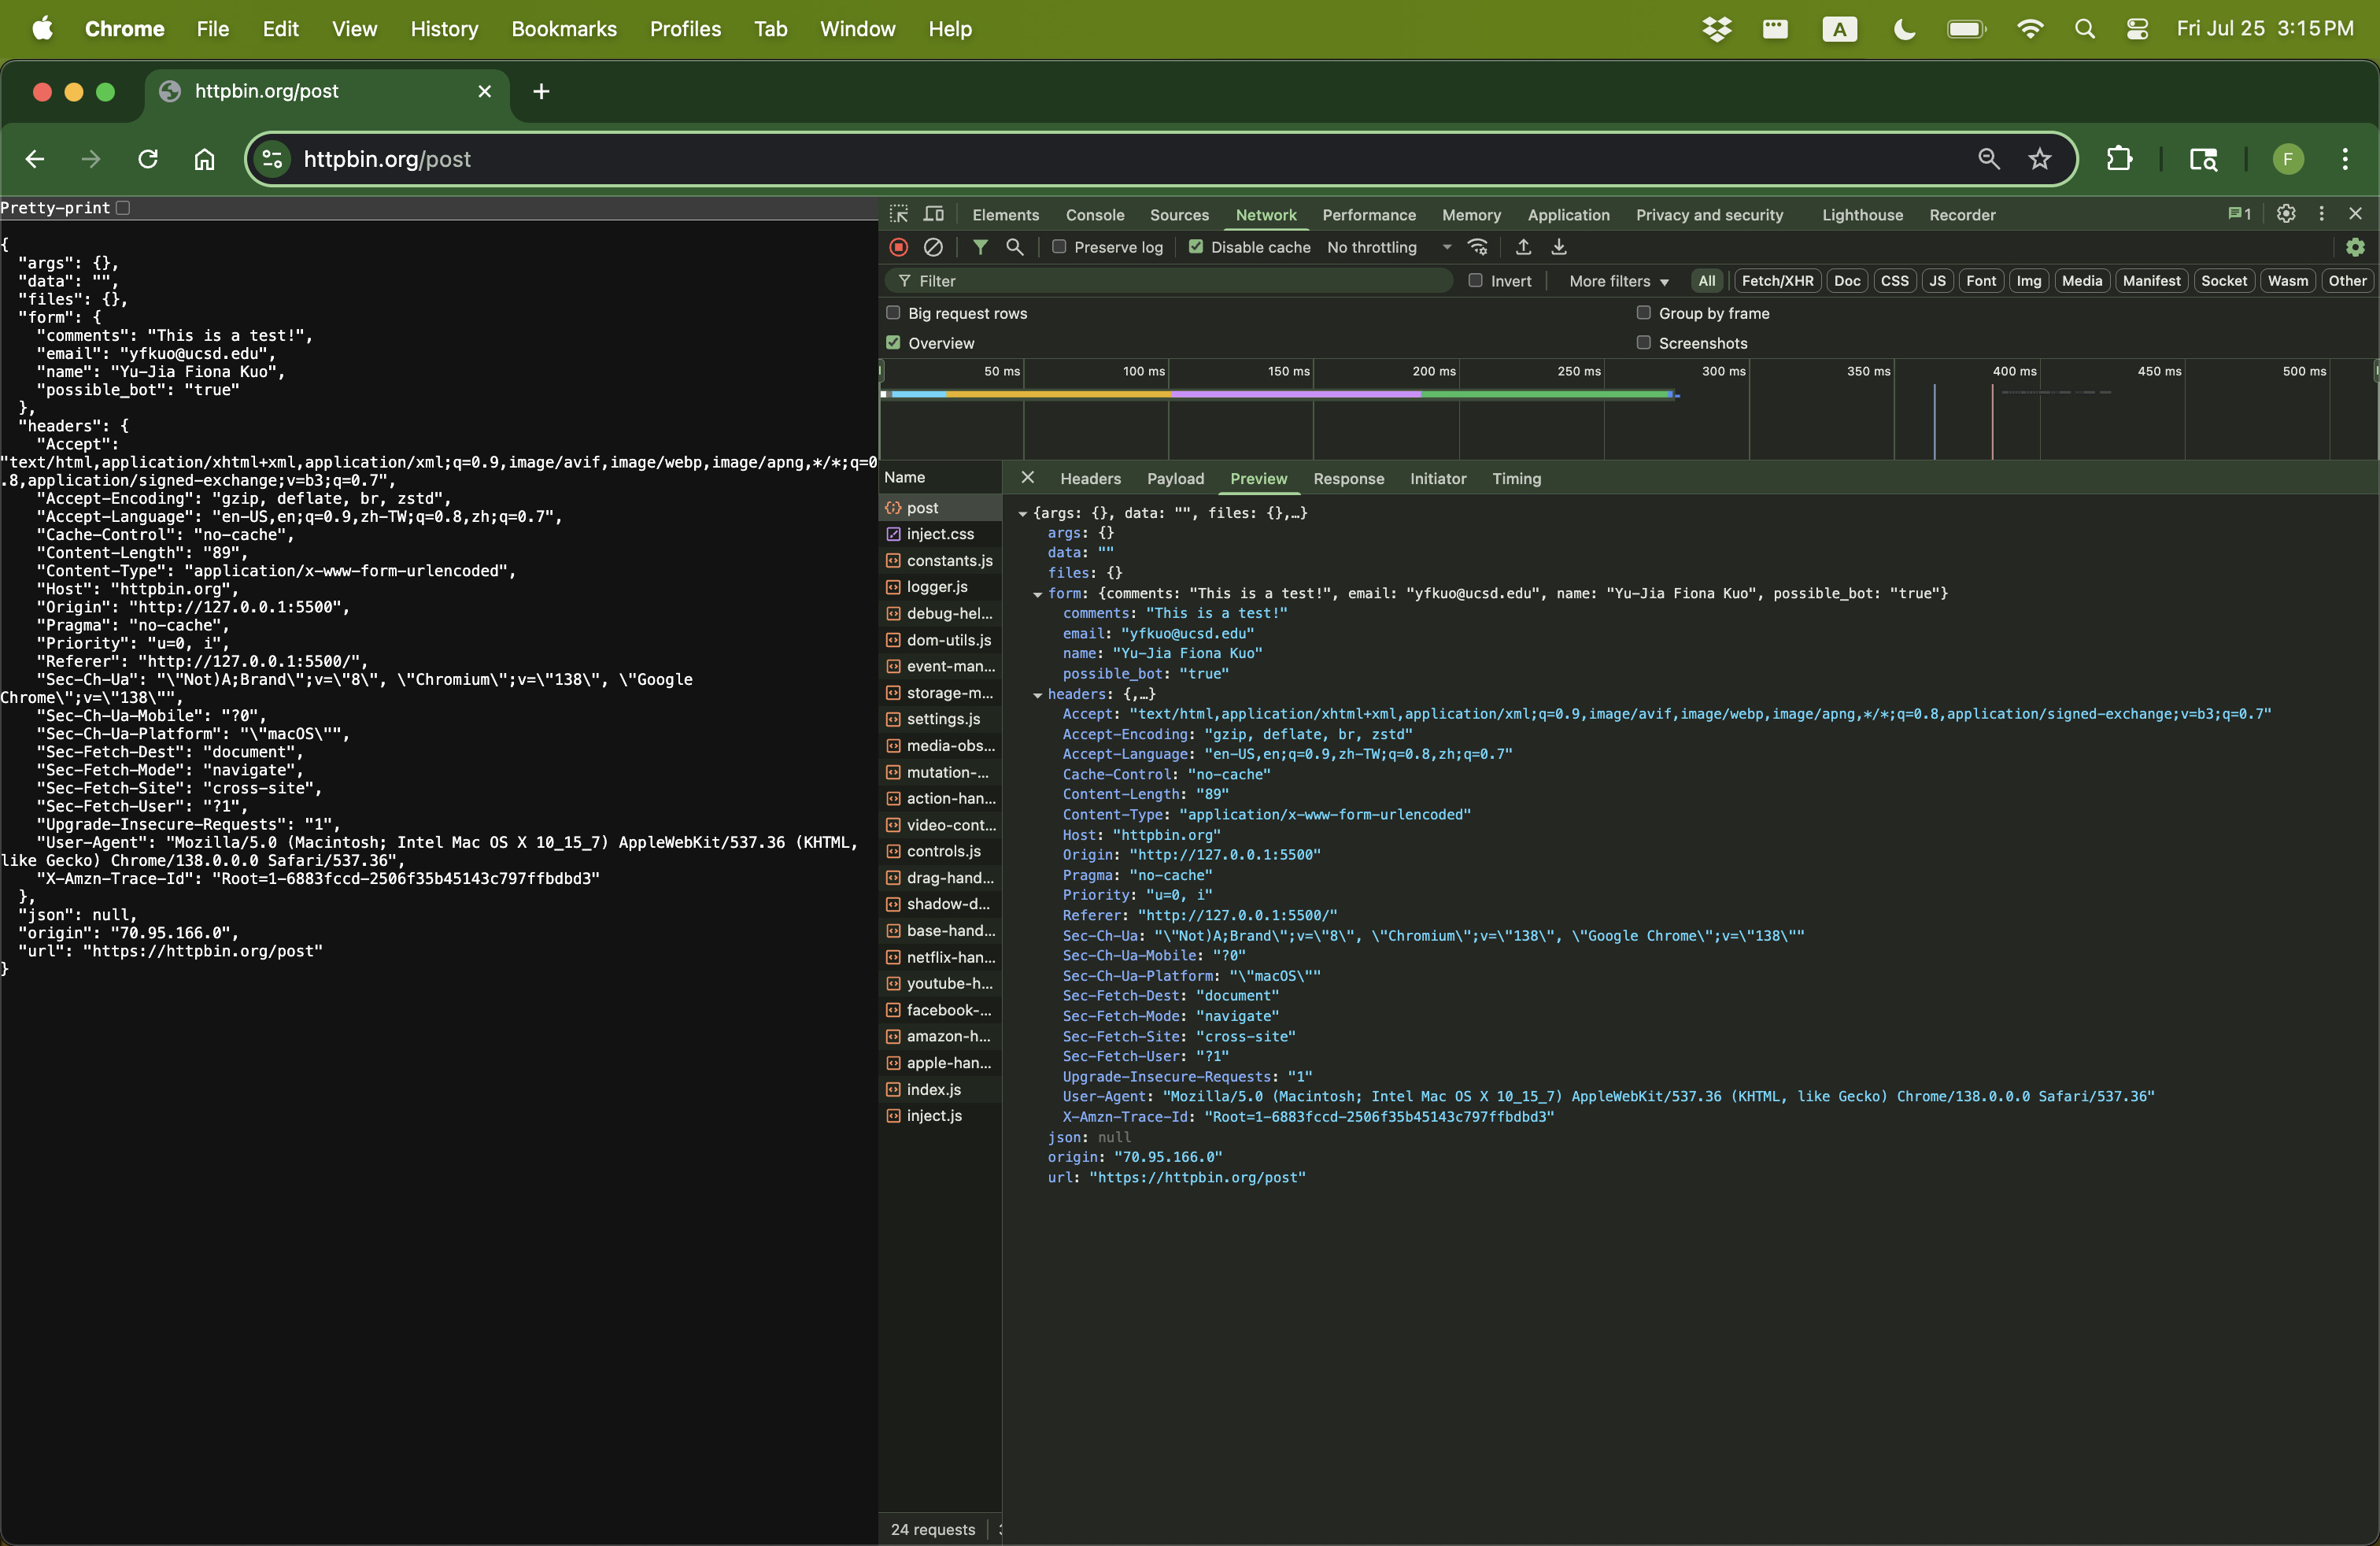 Chrome File Edit View History Bookmarks Profiles Tab Window Help A Fri Jul 25 3:15 PM
httpbin.org/post
httpbin.org/post F
Pretty-print
{
"args": {},
"data": "",
"files": {},
"form": {
"comments": "This is a test!",
"email": "yfkuo@ucsd.edu",
"name": "Yu-Jia Fiona Kuo",
"possible_bot": "true"
},
"headers": {
"Accept":
"text/html,application/xhtml+xml,application/xml;q=0.9,image/avif,image/webp,image/apng,*/*;q=0
.8,application/signed-exchange;v=b3;q=0.7",
"Accept-Encoding": "gzip, deflate, br, zstd",
"Accept-Language": "en-US,en;q=0.9,zh-TW;q=0.8,zh;q=0.7",
"Cache-Control": "no-cache",
"Content-Length": "89",
"Content-Type": "application/x-www-form-urlencoded",
"Host": "httpbin.org",
"Origin": "http://127.0.0.1:5500",
"Pragma": "no-cache",
"Priority": "u=0, i",
"Referer": "http://127.0.0.1:5500/",
"Sec-Ch-Ua": "\"Not)A;Brand\";v=\"8\", \"Chromium\";v=\"138\", \"Google
Chrome\";v=\"138\"",
"Sec-Ch-Ua-Mobile": "?0",
"Sec-Ch-Ua-Platform": "\"macOS\"",
"Sec-Fetch-Dest": "document",
"Sec-Fetch-Mode": "navigate",
"Sec-Fetch-Site": "cross-site",
"Sec-Fetch-User": "?1",
"Upgrade-Insecure-Requests": "1",
"User-Agent": "Mozilla/5.0 (Macintosh; Intel Mac OS X 10_15_7) AppleWebKit/537.36 (KHTML,
like Gecko) Chrome/138.0.0.0 Safari/537.36",
"X-Amzn-Trace-Id": "Root=1-6883fccd-2506f35b45143c797ffbdbd3"
},
"json": null,
"origin": "70.95.166.0",
"url": "https://httpbin.org/post"
}
Elements Console Sources Network Performance Memory Application Privacy and security Lighthouse Recorder 1
Preserve log Disable cache No throttling
Filter Invert More filters All Fetch/XHR Doc CSS JS Font Img Media Manifest Socket Wasm Other
Big request rows Group by frame
Overview Screenshots
50 ms 100 ms 150 ms 200 ms 250 ms 300 ms 350 ms 400 ms 450 ms 500 ms
Name
post
inject.css
constants.js
logger.js
debug-hel...
dom-utils.js
event-man...
storage-m...
settings.js
media-obs...
mutation-...
action-han...
video-cont...
controls.js
drag-hand...
shadow-d...
base-hand...
netflix-han...
youtube-h...
facebook-...
amazon-h...
apple-han...
index.js
inject.js
24 requests
Headers Payload Preview Response Initiator Timing
{args: {}, data: "", files: {},…}
args: {}
data: ""
files: {}
form: {comments: "This is a test!", email: "yfkuo@ucsd.edu", name: "Yu-Jia Fiona Kuo", possible_bot: "true"}
comments: "This is a test!"
email: "yfkuo@ucsd.edu"
name: "Yu-Jia Fiona Kuo"
possible_bot: "true"
headers: {,…}
Accept: "text/html,application/xhtml+xml,application/xml;q=0.9,image/avif,image/webp,image/apng,*/*;q=0.8,application/signed-exchange;v=b3;q=0.7"
Accept-Encoding: "gzip, deflate, br, zstd"
Accept-Language: "en-US,en;q=0.9,zh-TW;q=0.8,zh;q=0.7"
Cache-Control: "no-cache"
Content-Length: "89"
Content-Type: "application/x-www-form-urlencoded"
Host: "httpbin.org"
Origin: "http://127.0.0.1:5500"
Pragma: "no-cache"
Priority: "u=0, i"
Referer: "http://127.0.0.1:5500/"
Sec-Ch-Ua: "\"Not)A;Brand\";v=\"8\", \"Chromium\";v=\"138\", \"Google Chrome\";v=\"138\""
Sec-Ch-Ua-Mobile: "?0"
Sec-Ch-Ua-Platform: "\"macOS\""
Sec-Fetch-Dest: "document"
Sec-Fetch-Mode: "navigate"
Sec-Fetch-Site: "cross-site"
Sec-Fetch-User: "?1"
Upgrade-Insecure-Requests: "1"
User-Agent: "Mozilla/5.0 (Macintosh; Intel Mac OS X 10_15_7) AppleWebKit/537.36 (KHTML, like Gecko) Chrome/138.0.0.0 Safari/537.36"
X-Amzn-Trace-Id: "Root=1-6883fccd-2506f35b45143c797ffbdbd3"
json: null
origin: "70.95.166.0"
url: "https://httpbin.org/post"